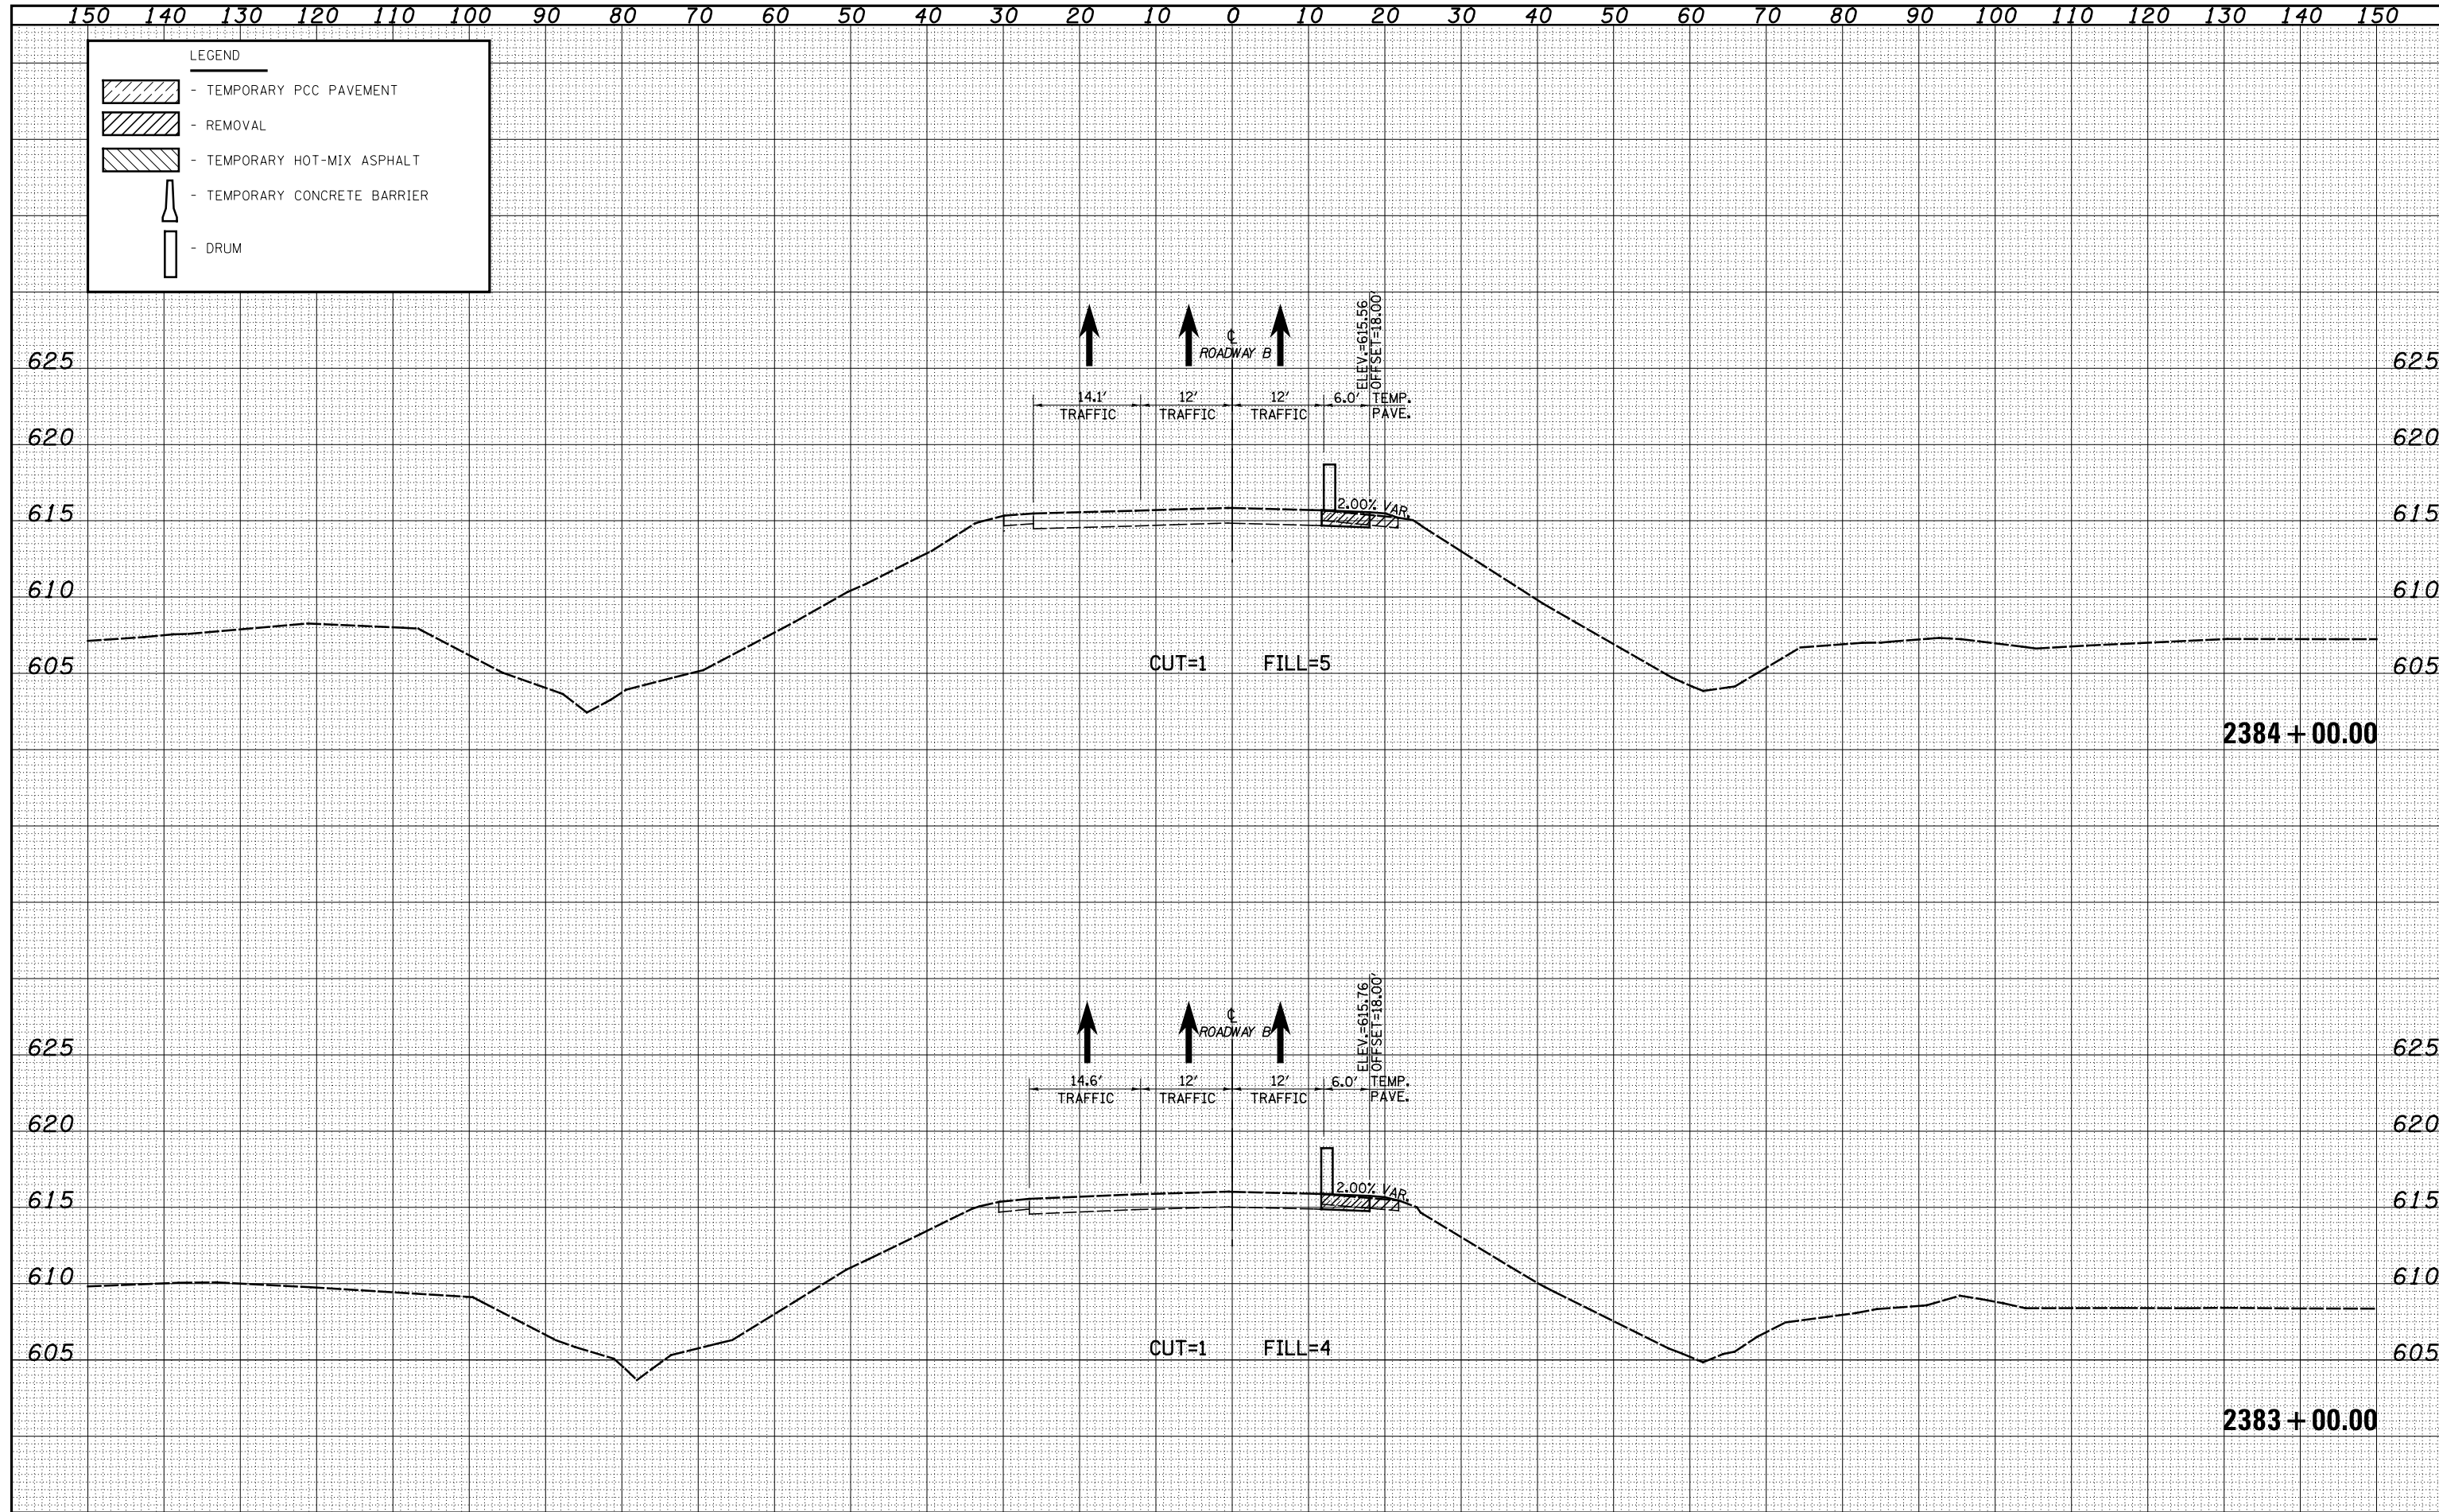 150 140 130 120 110 100 90 80 70 60 50 40 30 20 10 0 10 20 30 40 50 60 70 80 90 100 110 120 130 140 150
LEGEND
- TEMPORARY PCC PAVEMENT
- REMOVAL
- TEMPORARY HOT-MIX ASPHALT
- TEMPORARY CONCRETE BARRIER
- DRUM
ELEV.=615.56
OFFSET=18.00'
℄
ROADWAY B
625 625
14.1' 12' 12' 6.0' TEMP.
TRAFFIC TRAFFIC TRAFFIC PAVE.
620 620
2.00% VAR.
615 615
610 610
CUT=1 FILL=5
605 605
2384+00.00
ELEV.=615.76
OFFSET=18.00'
℄
ROADWAY B
625 625
14.6' 12' 12' 6.0' TEMP.
TRAFFIC TRAFFIC TRAFFIC PAVE.
620 620
2.00% VAR.
615 615
610 610
CUT=1 FILL=4
605 605
2383+00.00